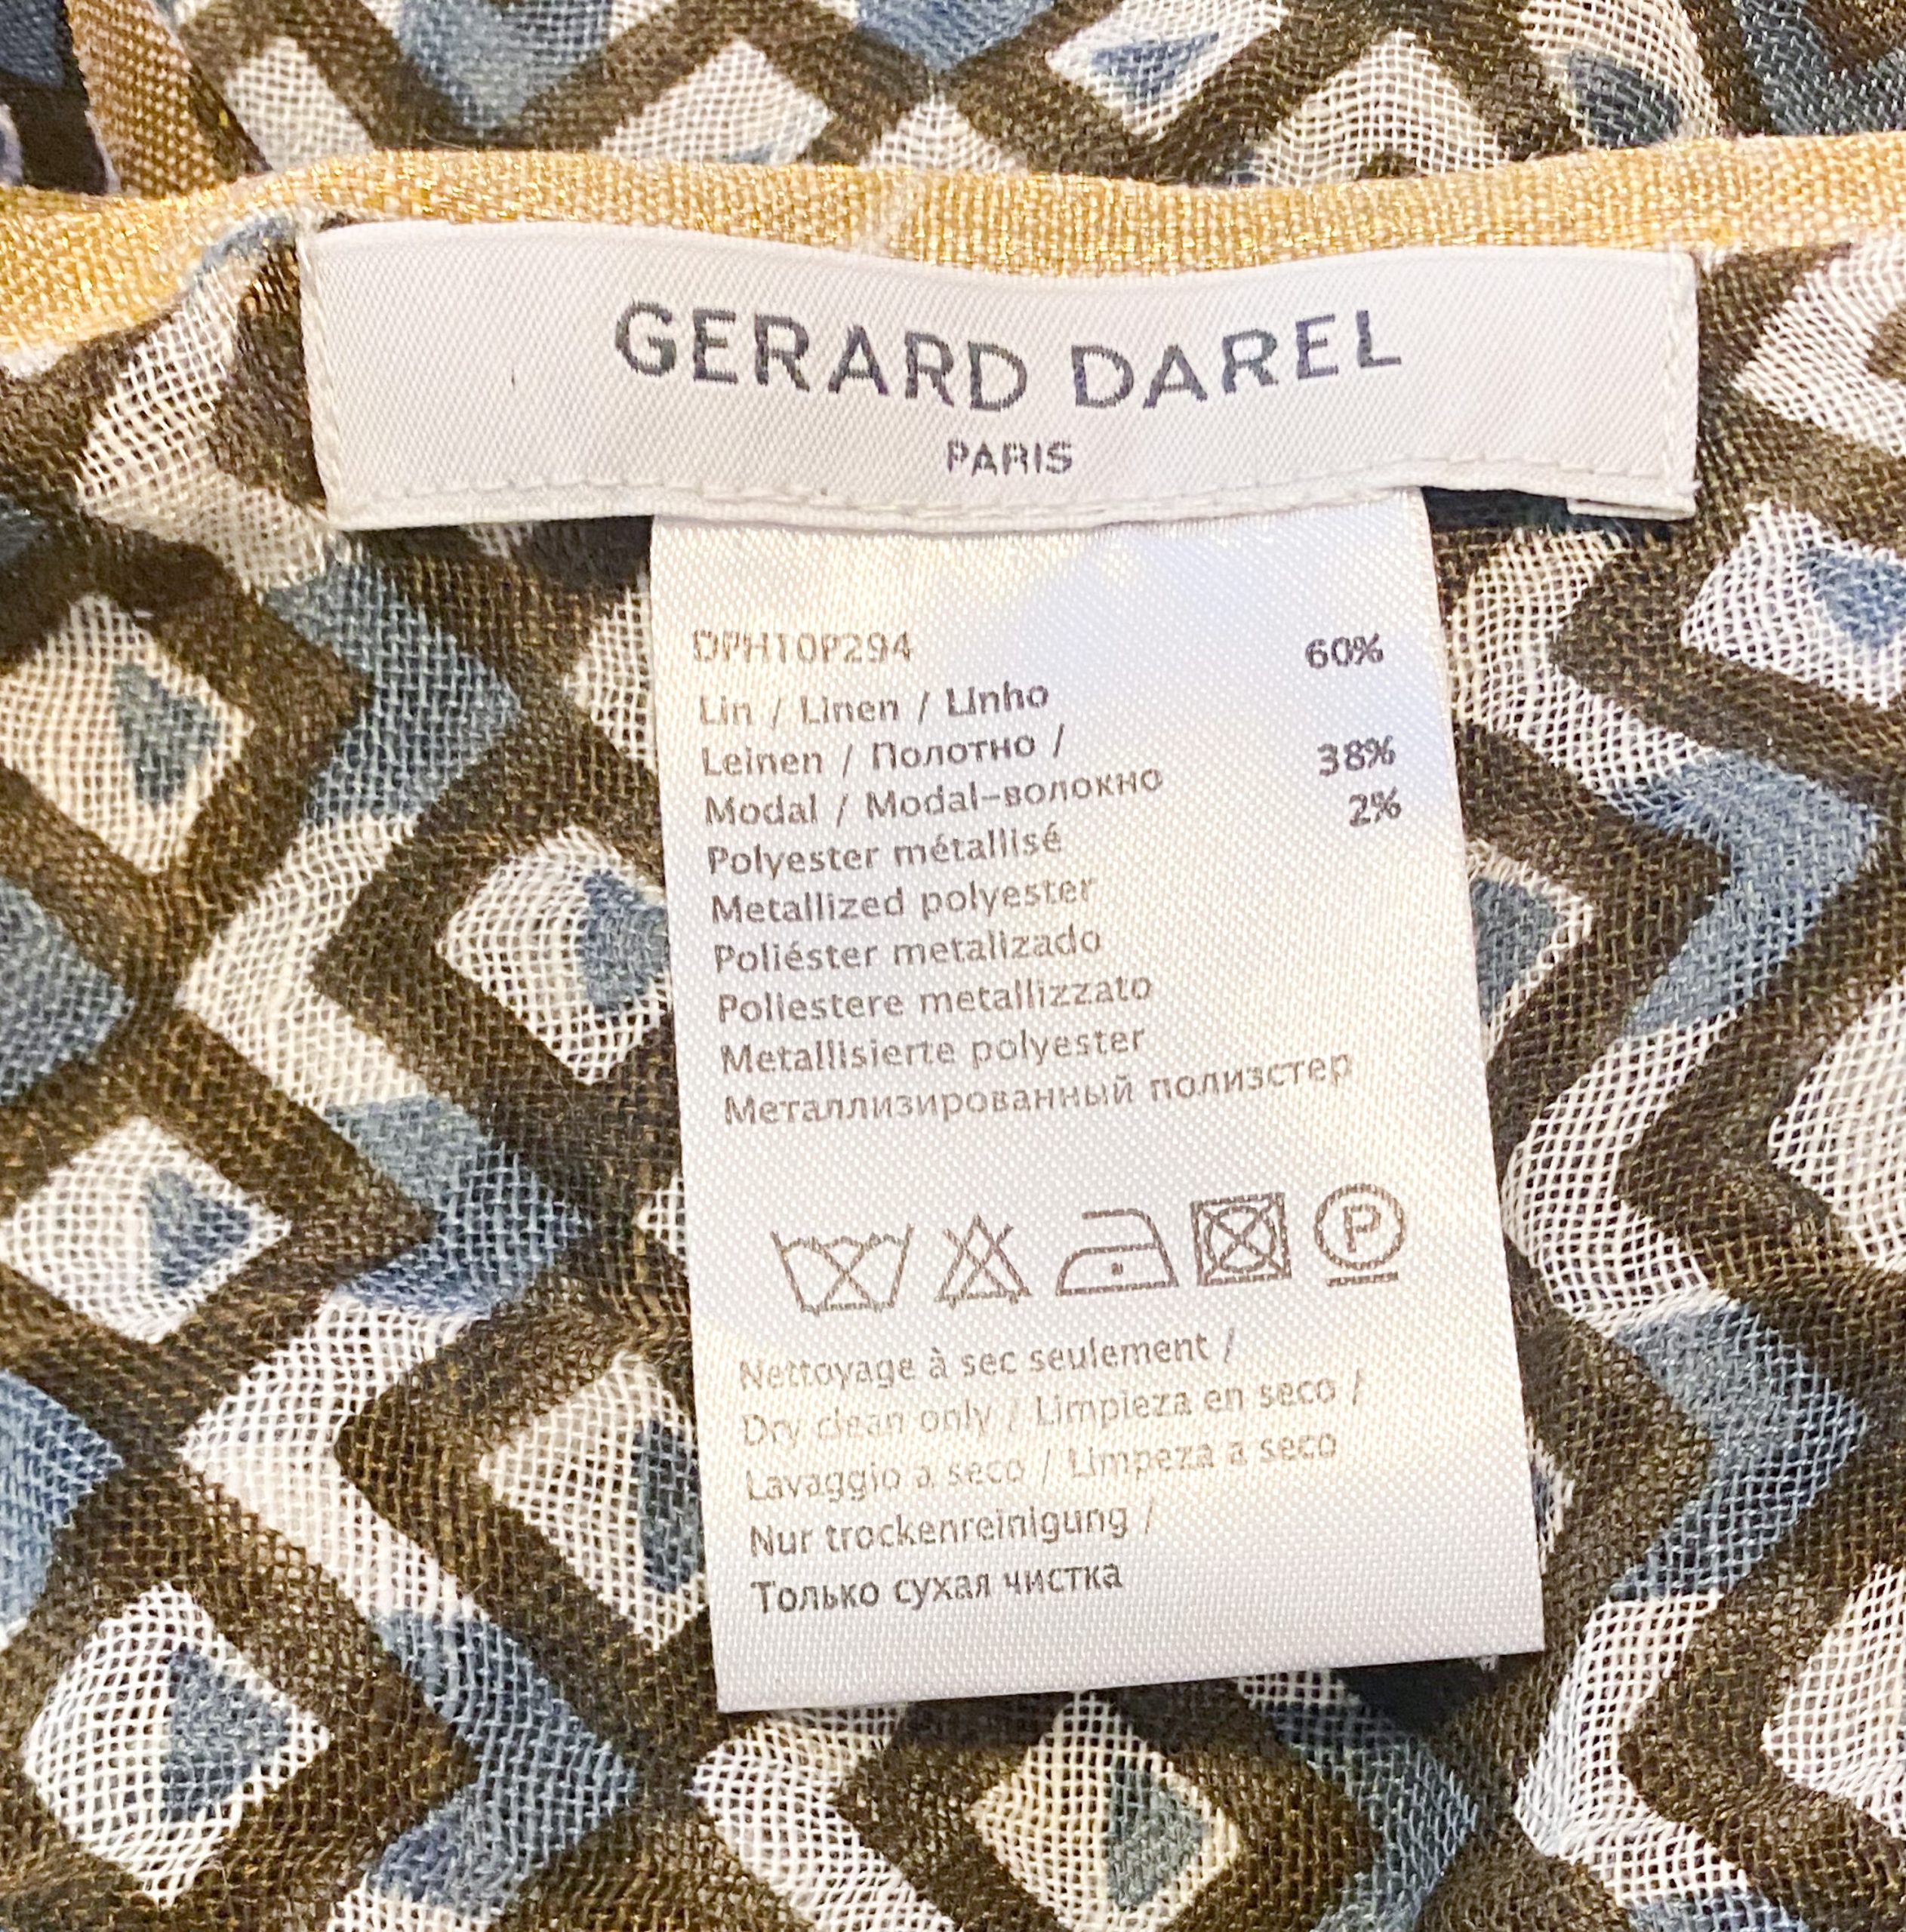 GERARD DAREL
PARIS
DPH10P294 60%
Lin / Linen / Linho
Leinen / Полотно /
Modal / Modal-волокно 38%
Polyester métallisé 2%
Metallized polyester
Poliéster metalizado
Poliestere metallizzato
Metallisierte polyester
Металлизированный полиэстер
P
Nettoyage à sec seulement /
Dry clean only / Limpieza en seco /
Lavaggio a seco / Limpeza a seco
Nur trockenreinigung /
Только сухая чистка